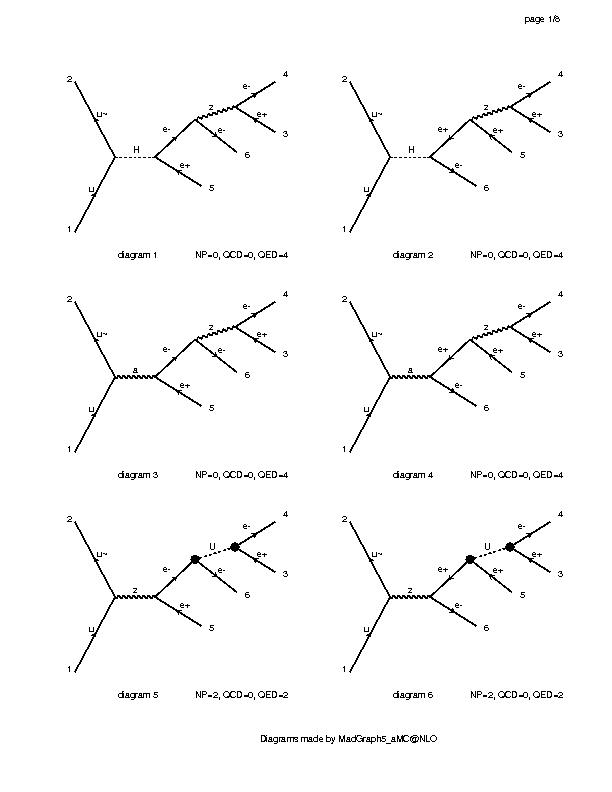 page 1/8
2 u~ u 1 H e- e+ 5 e- 6 z e- 4 e+ 3
diagram 1 NP=0, QCD=0, QED=4
2 u~ u 1 H e+ e- 6 e+ 5 z e- 4 e+ 3
diagram 2 NP=0, QCD=0, QED=4
2 u~ u 1 a e- e+ 5 e- 6 z e- 4 e+ 3
diagram 3 NP=0, QCD=0, QED=4
2 u~ u 1 a e+ e- 6 e+ 5 z e- 4 e+ 3
diagram 4 NP=0, QCD=0, QED=4
2 u~ u 1 z e- e+ 5 e- 6 U e- 4 e+ 3
diagram 5 NP=2, QCD=0, QED=2
2 u~ u 1 z e+ e- 6 e+ 5 U e- 4 e+ 3
diagram 6 NP=2, QCD=0, QED=2
Diagrams made by MadGraph5_aMC@NLO